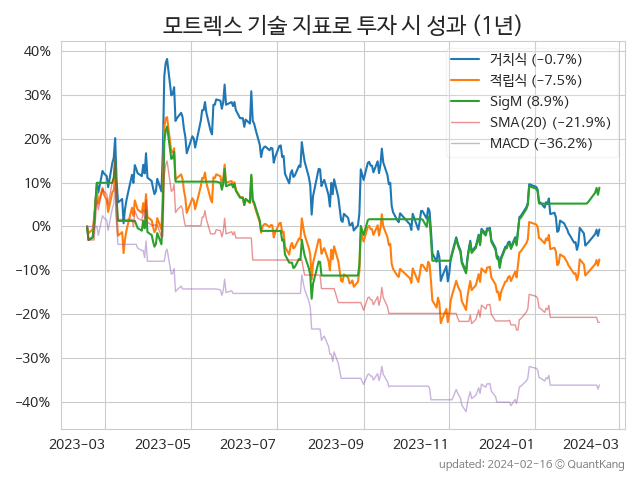 모트렉스 기술 지표로 투자 시 성과 (1년)
40%
30%
20%
10%
0%
−10%
−20%
−30%
−40%
거치식 (−0.7%)
적립식 (−7.5%)
SigM (8.9%)
SMA(20) (−21.9%)
MACD (−36.2%)
2023-03
2023-05
2023-07
2023-09
2023-11
2024-01
2024-03
updated: 2024-02-16 © QuantKang